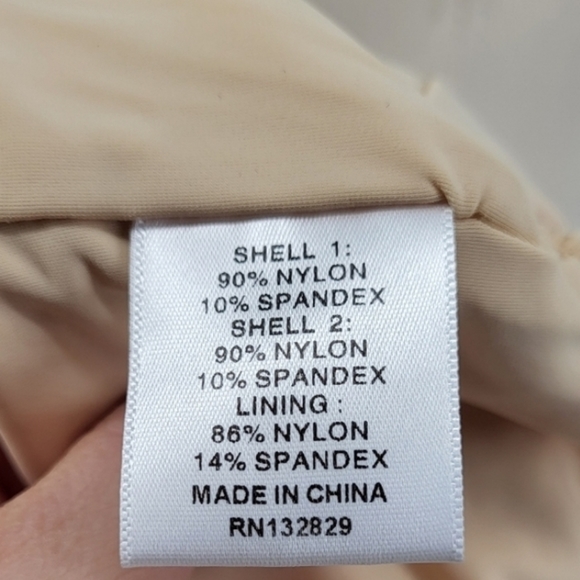 SHELL 1:
90% NYLON
10% SPANDEX
SHELL 2:
90% NYLON
10% SPANDEX
LINING :
86% NYLON
14% SPANDEX
MADE IN CHINA
RN132829